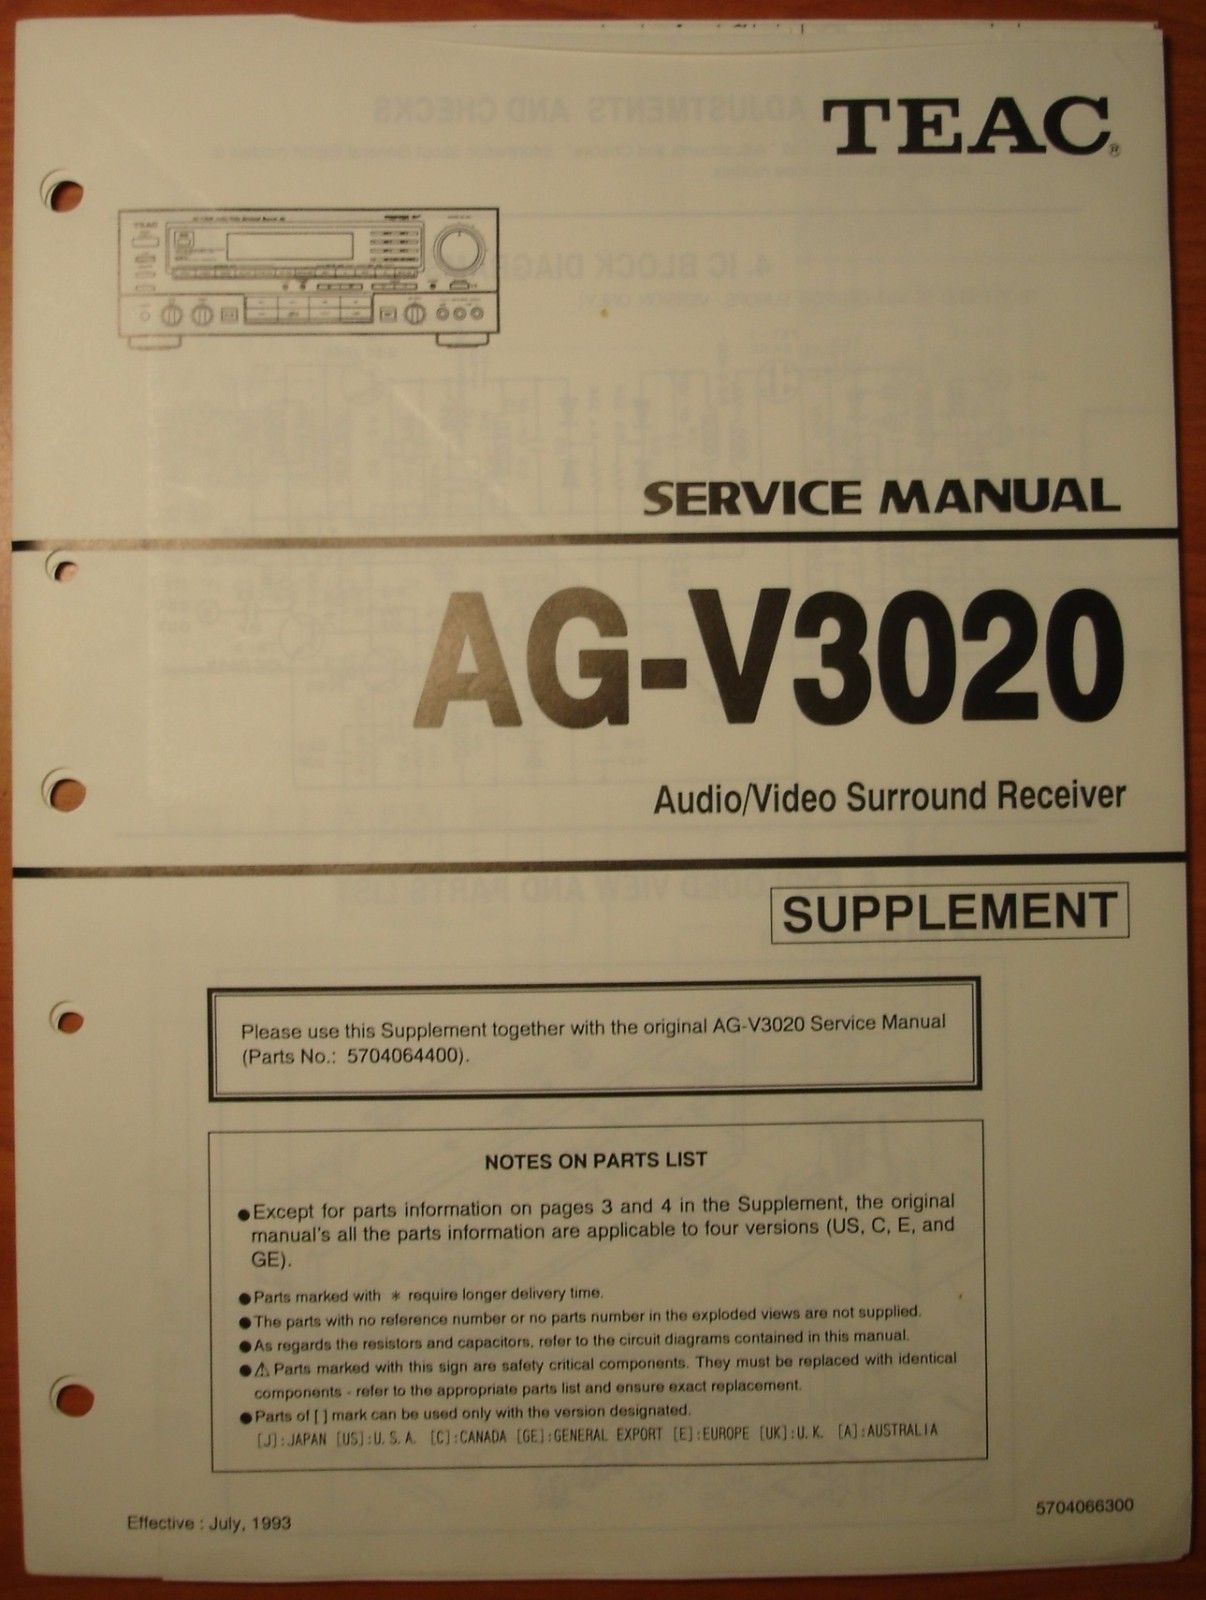 TEAC®
TEAC
SERVICE MANUAL
AG-V3020
Audio/Video Surround Receiver
SUPPLEMENT
Please use this Supplement together with the original AG-V3020 Service Manual
(Parts No.: 5704064400).
NOTES ON PARTS LIST
●Except for parts information on pages 3 and 4 in the Supplement, the original
manual's all the parts information are applicable to four versions (US, C, E, and
GE).
●Parts marked with * require longer delivery time.
●The parts with no reference number or no parts number in the exploded views are not supplied.
●As regards the resistors and capacitors, refer to the circuit diagrams contained in this manual.
●⚠ Parts marked with this sign are safety critical components. They must be replaced with identical
components - refer to the appropriate parts list and ensure exact replacement.
●Parts of [ ] mark can be used only with the version designated.
[J]:JAPAN [US]:U.S.A. [C]:CANADA [GE]:GENERAL EXPORT [E]:EUROPE [UK]:U.K. [A]:AUSTRALIA
Effective : July, 1993
5704066300